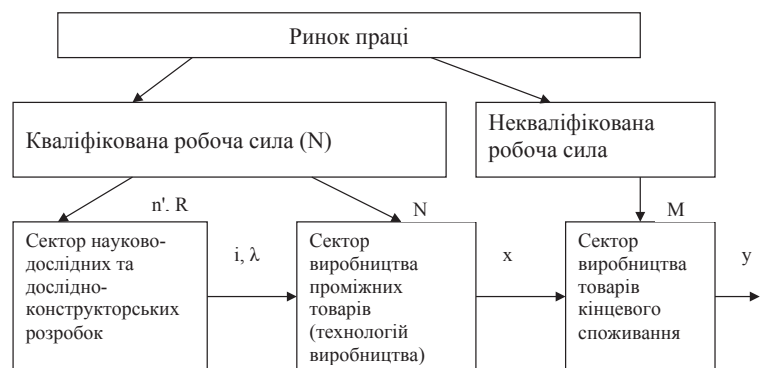 Ринок праці
Кваліфікована робоча сила (N)
Некваліфікована
робоча сила
n'. R
N
M
Сектор науково-
дослідних та
дослідно-
конструкторських
розробок
i, λ
Сектор
виробництва
проміжних
товарів
(технологій
виробництва)
x
Сектор
виробництва
товарів
кінцевого
споживання
y